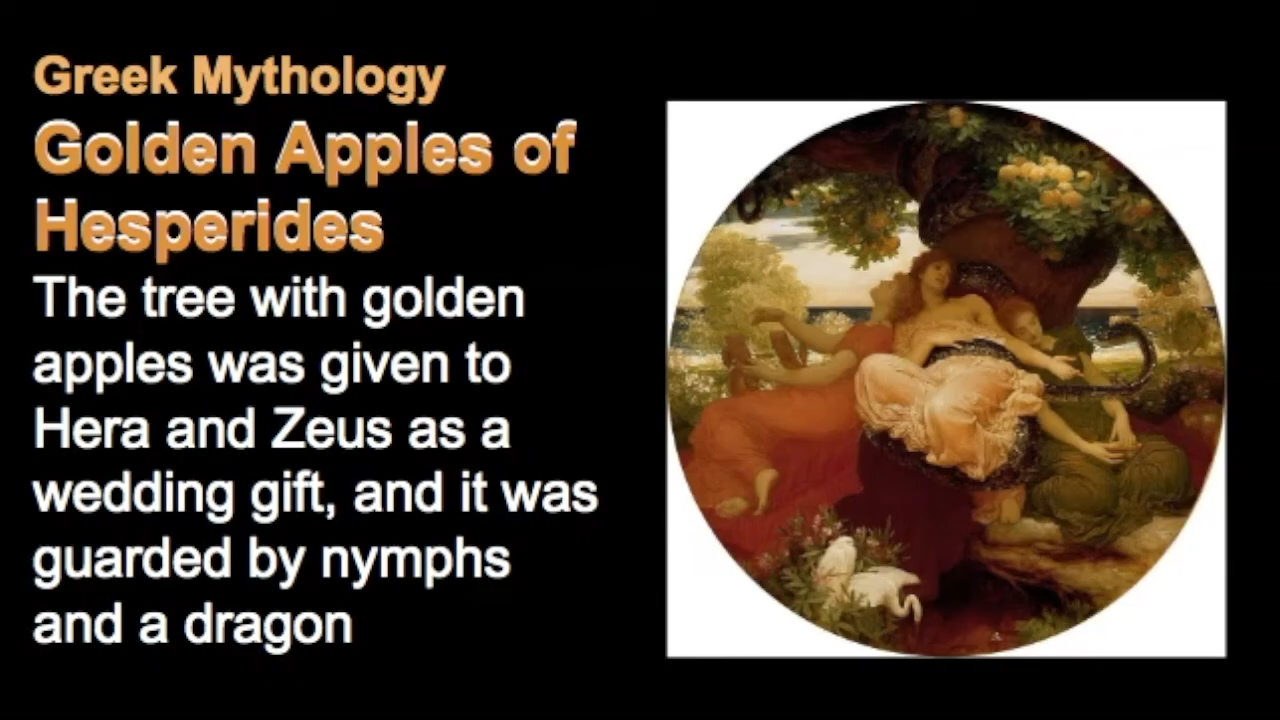 Greek Mythology
Golden Apples of
Hesperides
The tree with golden
apples was given to
Hera and Zeus as a
wedding gift, and it was
guarded by nymphs
and a dragon